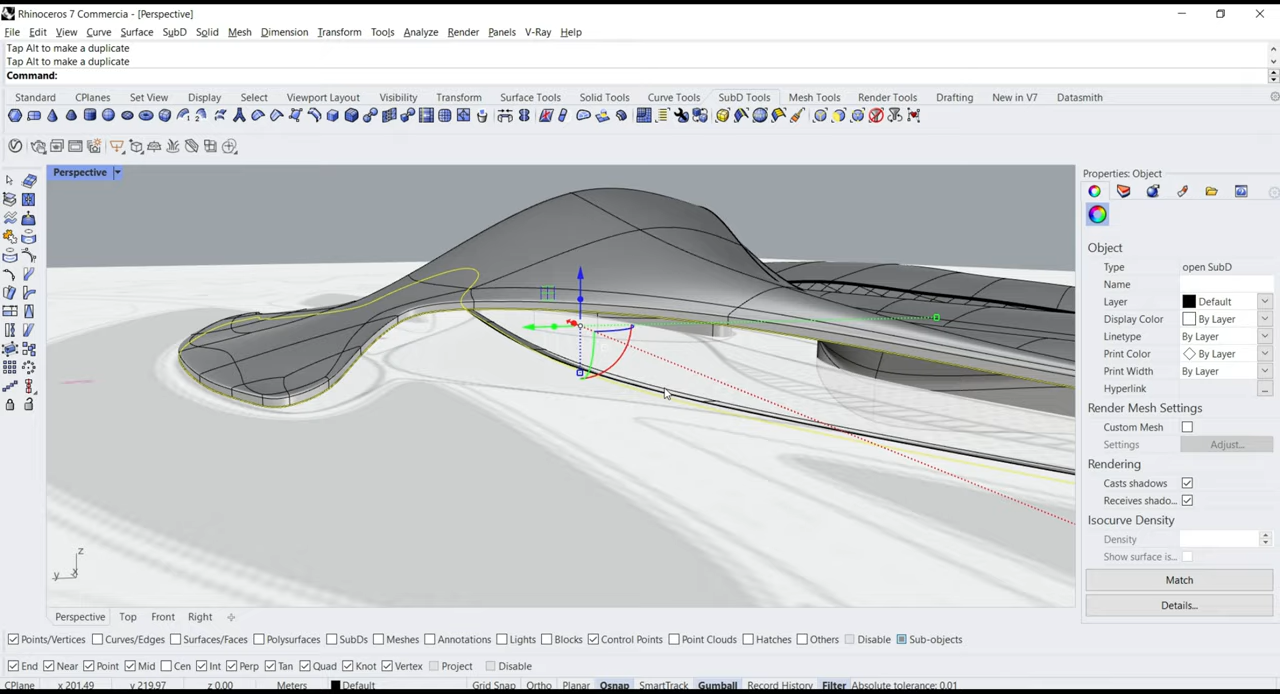 Rhinoceros 7 Commercia - [Perspective]
File Edit View Curve Surface SubD Solid Mesh Dimension Transform Tools Analyze Render Panels V-Ray Help
Tap Alt to make a duplicate
Tap Alt to make a duplicate
Command:
Standard CPlanes Set View Display Select Viewport Layout Visibility Transform Surface Tools Solid Tools Curve Tools SubD Tools Mesh Tools Render Tools Drafting New in V7 Datasmith
Perspective
Properties: Object
Object
Type open SubD
Name
Layer Default
Display Color By Layer
Linetype By Layer
Print Color By Layer
Print Width By Layer
Hyperlink ...
Render Mesh Settings
Custom Mesh
Settings Adjust...
Rendering
Casts shadows
Receives shado...
Isocurve Density
Density
Show surface is...
Match
Details...
z
y x
Perspective Top Front Right
Points/Vertices Curves/Edges Surfaces/Faces Polysurfaces SubDs Meshes Annotations Lights Blocks Control Points Point Clouds Hatches Others Disable Sub-objects
End Near Point Mid Cen Int Perp Tan Quad Knot Vertex Project Disable
CPlane x 201.49 y 219.97 z 0.00 Meters Default Grid Snap Ortho Planar Osnap SmartTrack Gumball Record History Filter Absolute tolerance: 0.01